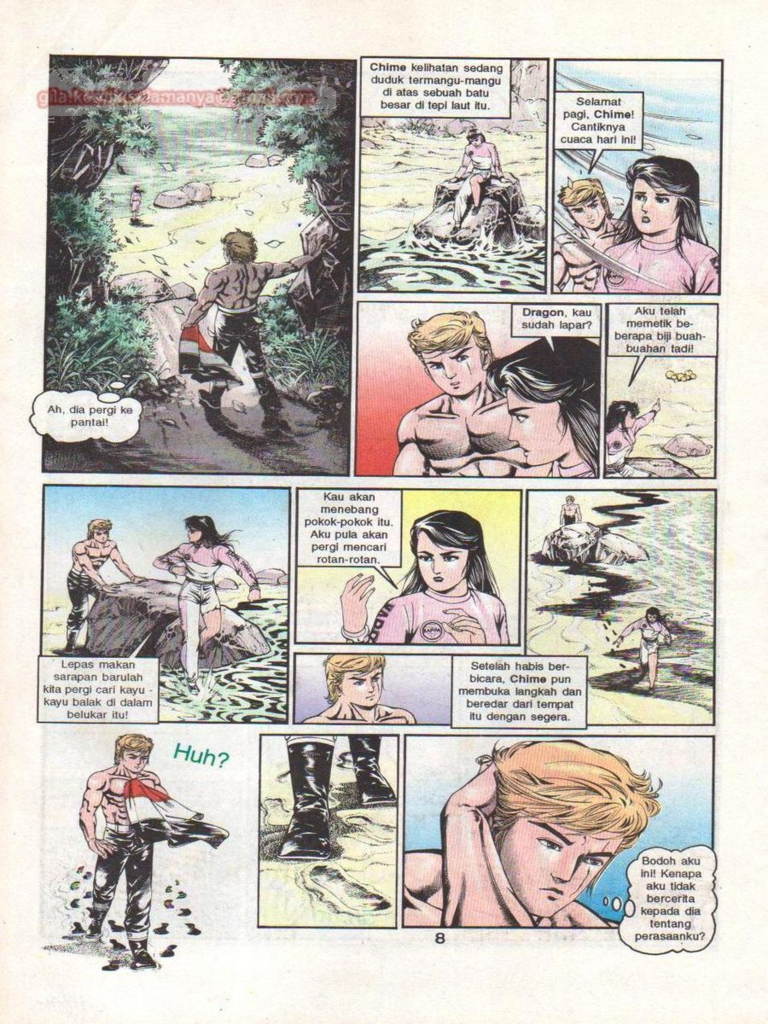 Ah, dia pergi ke
pantai!
Chime kelihatan sedang
duduk termangu-mangu
di atas sebuah batu
besar di tepi laut itu.
Selamat
pagi, Chime!
Cantiknya
cuaca hari ini!
Dragon, kau
sudah lapar?
Aku telah
memetik be-
berapa biji buah-
buahan tadi!
Lepas makan
sarapan barulah
kita pergi cari kayu -
kayu balak di dalam
belukar itu!
Kau akan
menebang
pokok-pokok itu.
Aku pula akan
pergi mencari
rotan-rotan.
KAPPA
Setelah habis ber-
bicara, Chime pun
membuka langkah dan
beredar dari tempat
itu dengan segera.
Huh?
Bodoh aku
ini! Kenapa
aku tidak
bercerita
kepada dia
tentang
perasaanku?
8